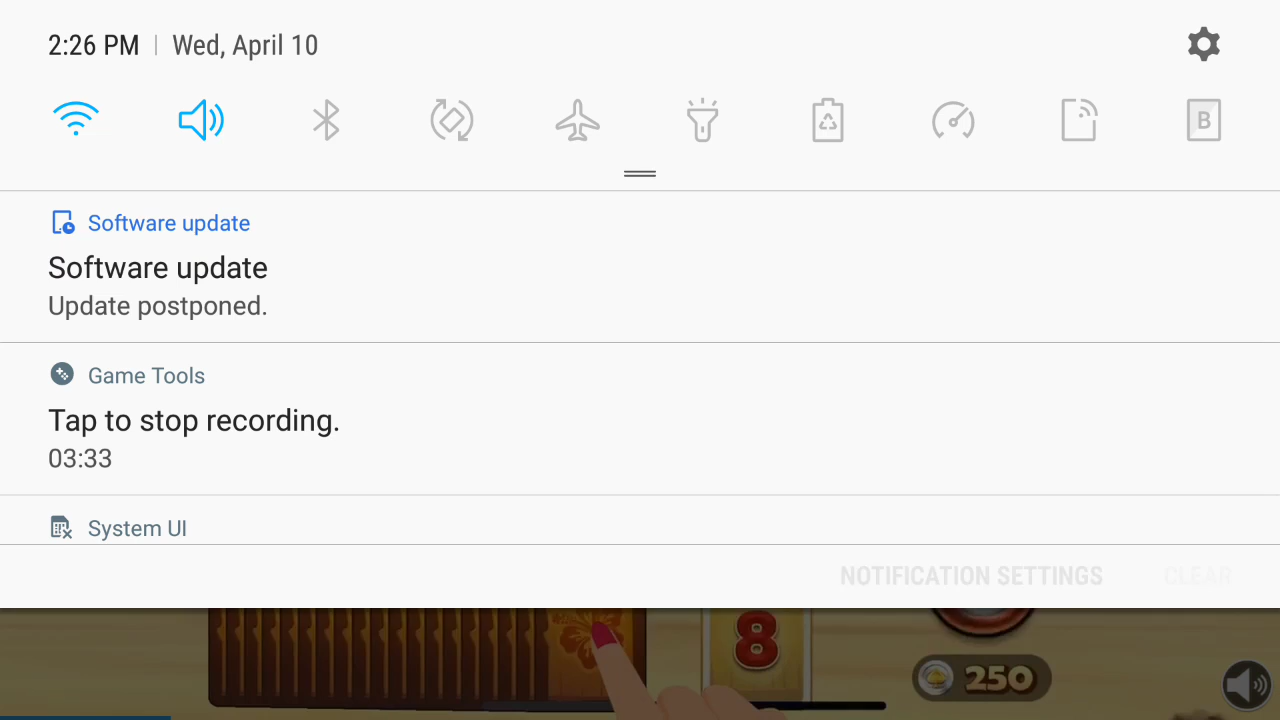 2:26 PM | Wed, April 10
B
Software update
Software update
Update postponed.
Game Tools
Tap to stop recording.
03:33
System UI
NOTIFICATION SETTINGS CLEAR
8
250